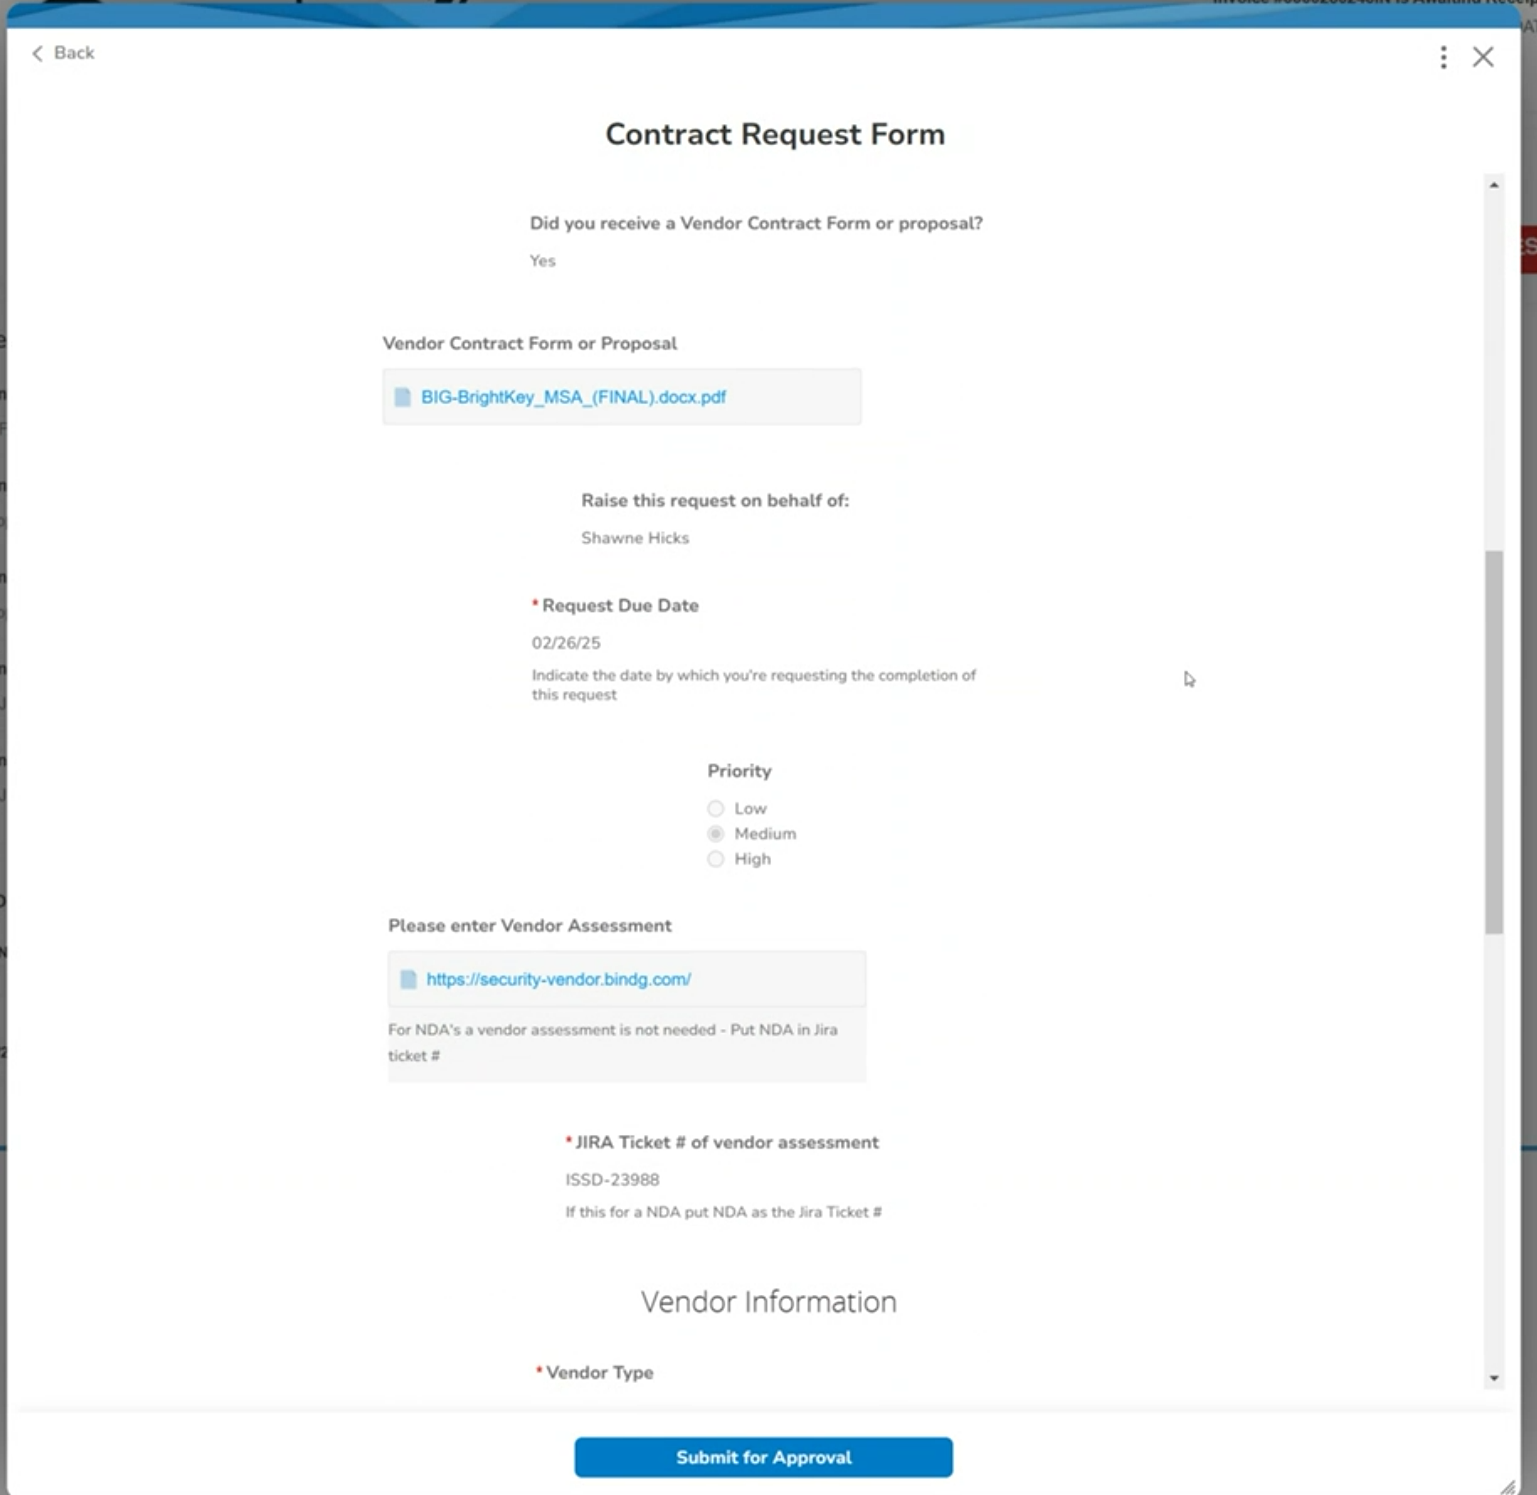 Back
Contract Request Form
Did you receive a Vendor Contract Form or proposal?
Yes
Vendor Contract Form or Proposal
BIG-BrightKey_MSA_(FINAL).docx.pdf
Raise this request on behalf of:
Shawne Hicks
* Request Due Date
02/26/25
Indicate the date by which you're requesting the completion of
this request
Priority
Low
Medium
High
Please enter Vendor Assessment
https://security-vendor.bindg.com/
For NDA's a vendor assessment is not needed - Put NDA in Jira
ticket #
* JIRA Ticket # of vendor assessment
ISSD-23988
If this for a NDA put NDA as the Jira Ticket #
Vendor Information
* Vendor Type
Submit for Approval